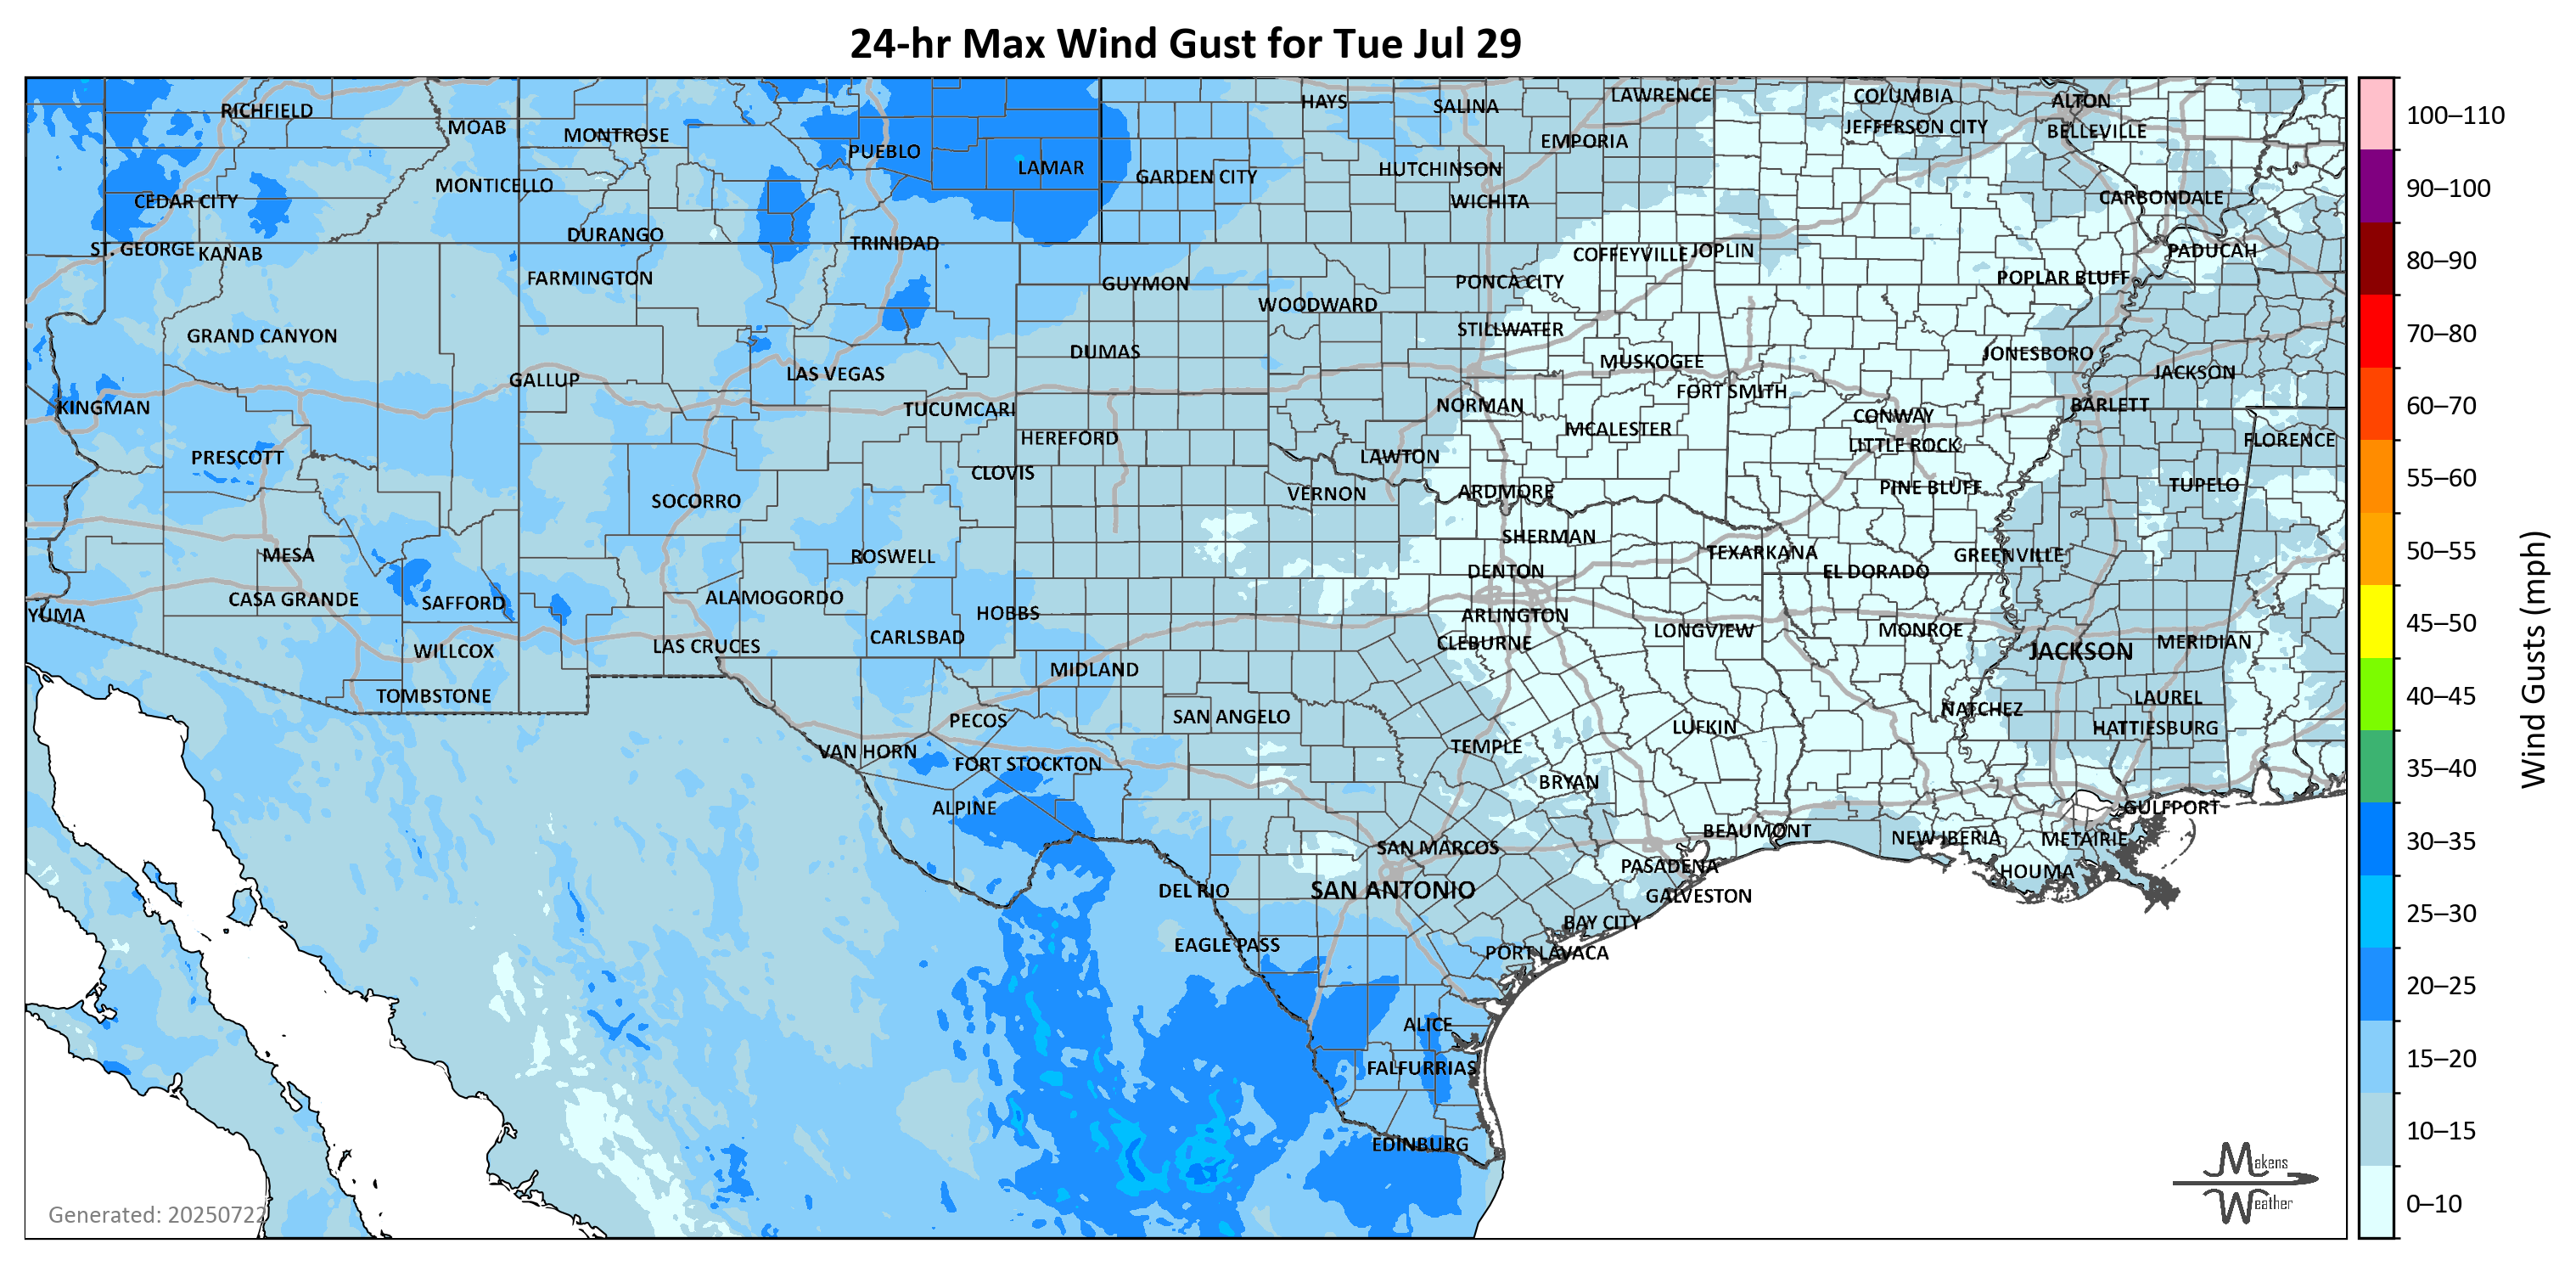 24-hr Max Wind Gust for Tue Jul 29
RICHFIELD
MOAB
MONTROSE
PUEBLO
LAMAR
HAYS
SALINA
LAWRENCE
COLUMBIA
ALTON
JEFFERSON CITY
BELLEVILLE
EMPORIA
HUTCHINSON
GARDEN CITY
MONTICELLO
CEDAR CITY
WICHITA
CARBONDALE
ST. GEORGE
KANAB
DURANGO
TRINIDAD
COFFEYVILLE
JOPLIN
PADUCAH
FARMINGTON
GUYMON
PONCA CITY
POPLAR BLUFF
WOODWARD
GRAND CANYON
STILLWATER
DUMAS
MUSKOGEE
JONESBORO
GALLUP
LAS VEGAS
FORT SMITH
JACKSON
KINGMAN
TUCUMCARI
NORMAN
CONWAY
BARLETT
HEREFORD
MCALESTER
LITTLE ROCK
FLORENCE
PRESCOTT
CLOVIS
LAWTON
SOCORRO
VERNON
ARDMORE
PINE BLUFF
TUPELO
MESA
ROSWELL
SHERMAN
TEXARKANA
GREENVILLE
DENTON
EL DORADO
YUMA
CASA GRANDE
SAFFORD
ALAMOGORDO
HOBBS
ARLINGTON
WILLCOX
LAS CRUCES
CARLSBAD
CLEBURNE
LONGVIEW
MONROE
JACKSON
MERIDIAN
TOMBSTONE
MIDLAND
PECOS
SAN ANGELO
LUFKIN
NATCHEZ
LAUREL
HATTIESBURG
VAN HORN
FORT STOCKTON
TEMPLE
BRYAN
ALPINE
GULFPORT
SAN MARCOS
BEAUMONT
NEW IBERIA
METAIRIE
PASADENA
HOUMA
DEL RIO
SAN ANTONIO
GALVESTON
BAY CITY
EAGLE PASS
PORT LAVACA
ALICE
FALFURRIAS
EDINBURG
Generated: 20250722
Makens
Weather
100–110
90–100
80–90
70–80
60–70
55–60
50–55
45–50
40–45
35–40
30–35
25–30
20–25
15–20
10–15
0–10
Wind Gusts (mph)